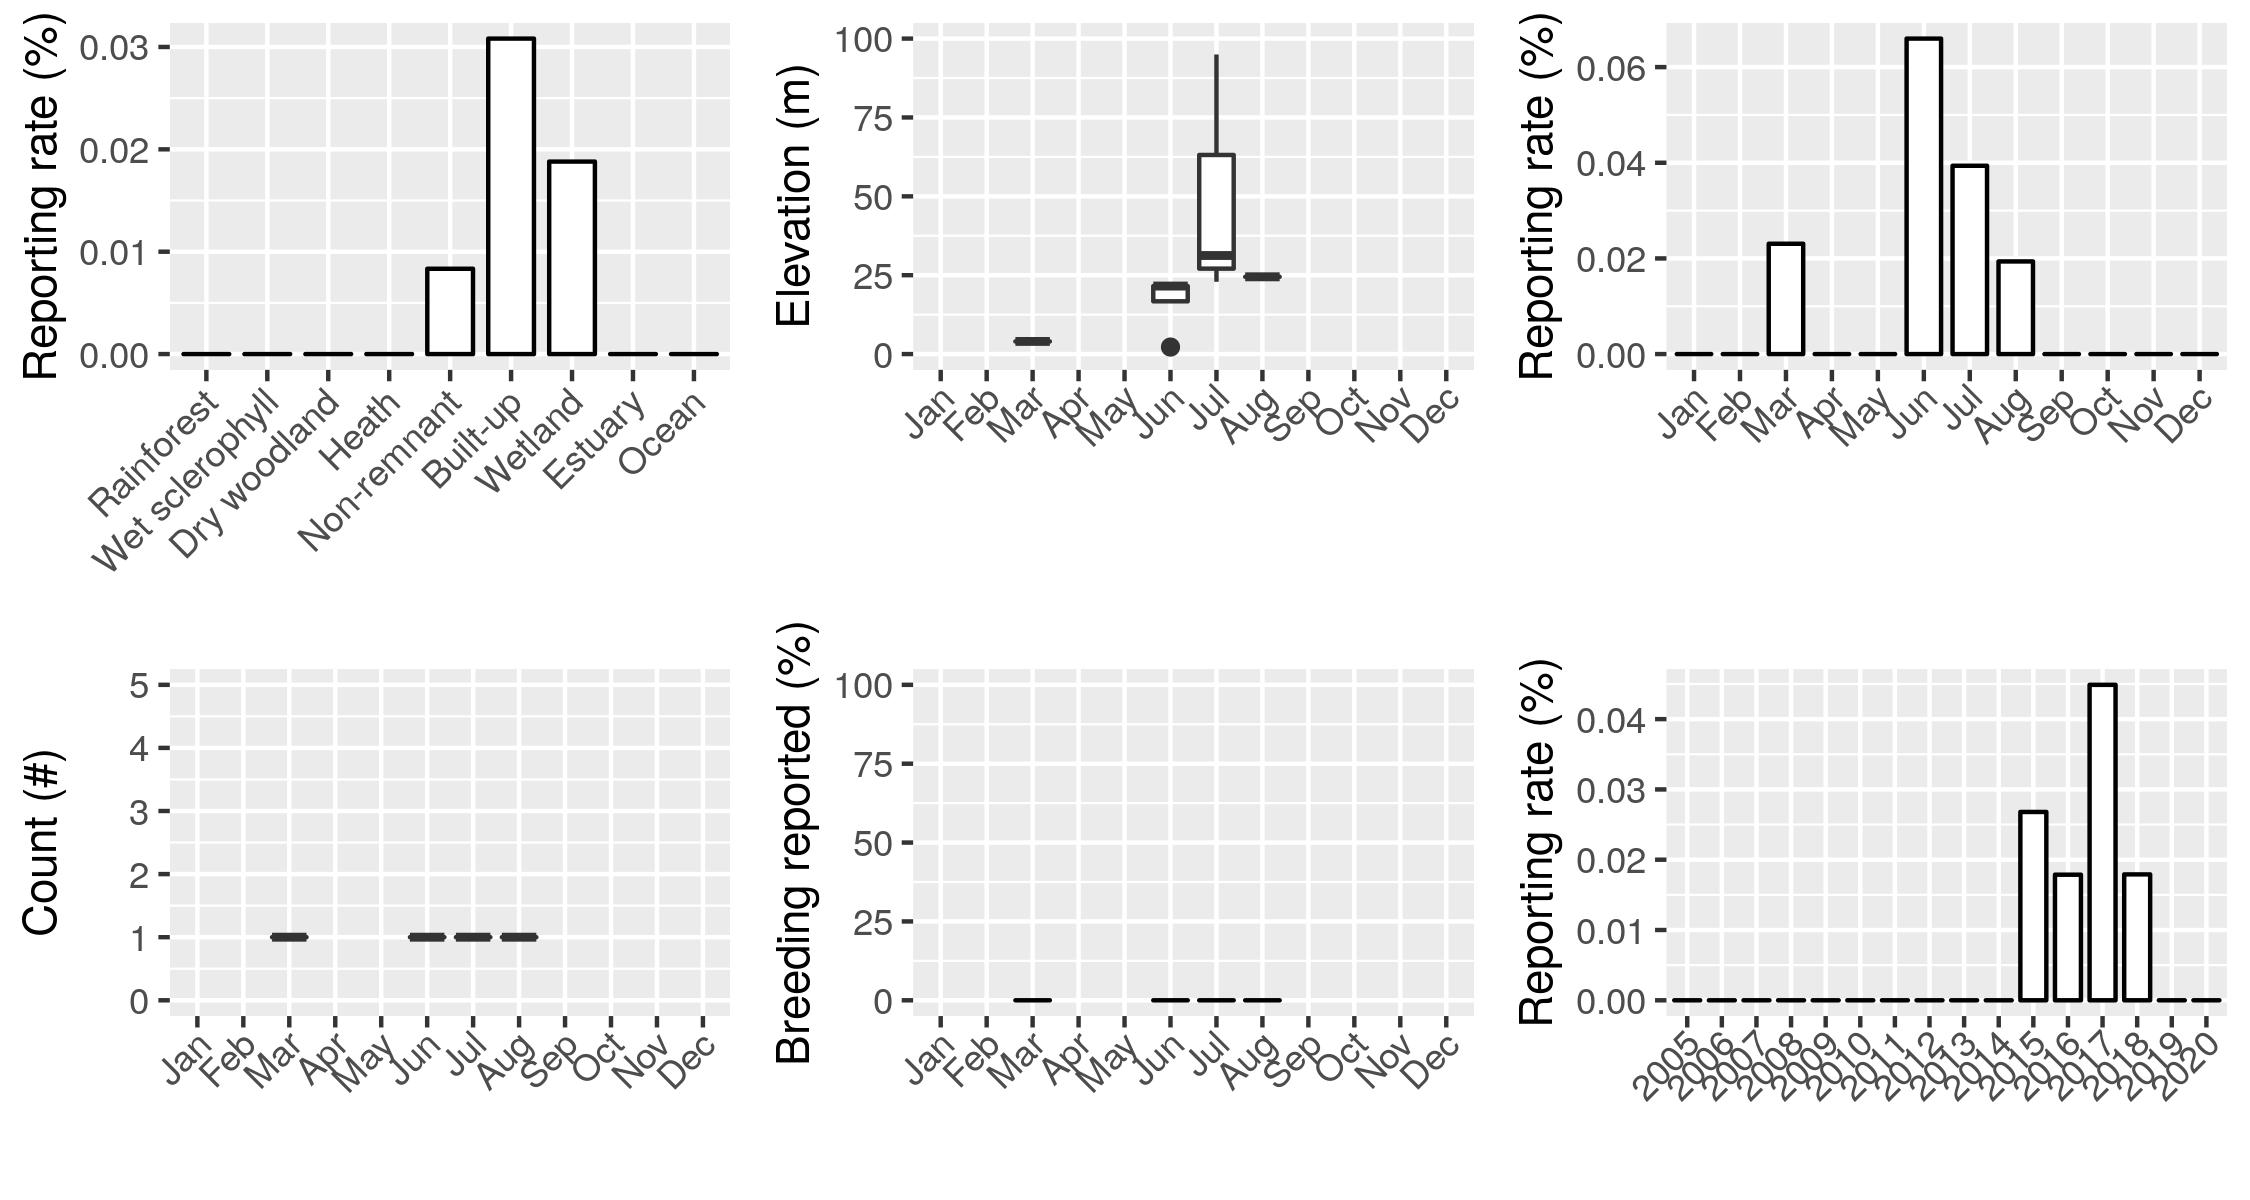 Reporting rate (%)
0.03
0.02
0.01
0.00
Rainforest
Wet sclerophyll
Dry woodland
Heath
Non-remnant
Built-up
Wetland
Estuary
Ocean
Elevation (m)
100
75
50
25
0
Jan
Feb
Mar
Apr
May
Jun
Jul
Aug
Sep
Oct
Nov
Dec
Reporting rate (%)
0.06
0.04
0.02
0.00
Jan
Feb
Mar
Apr
May
Jun
Jul
Aug
Sep
Oct
Nov
Dec
Count (#)
5
4
3
2
1
0
Jan
Feb
Mar
Apr
May
Jun
Jul
Aug
Sep
Oct
Nov
Dec
Breeding reported (%)
100
75
50
25
0
Jan
Feb
Mar
Apr
May
Jun
Jul
Aug
Sep
Oct
Nov
Dec
Reporting rate (%)
0.04
0.03
0.02
0.01
0.00
2005
2006
2007
2008
2009
2010
2011
2012
2013
2014
2015
2016
2017
2018
2019
2020